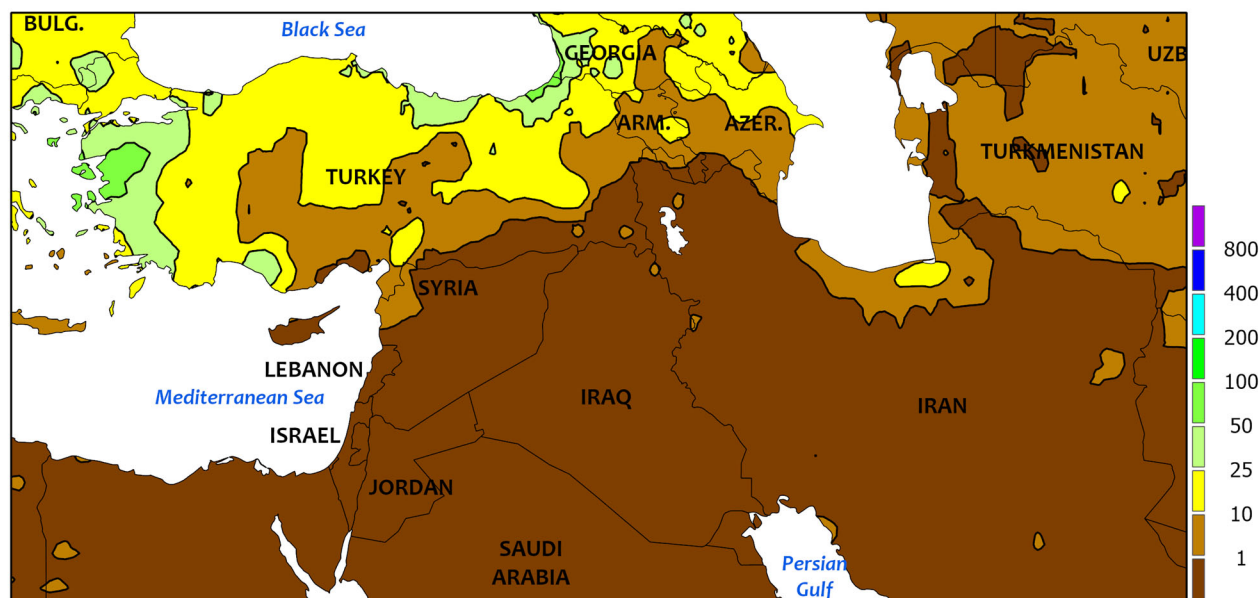 BULG.
Black Sea
GEORGIA
UZB
ARM.
AZER.
TURKMENISTAN
TURKEY
SYRIA
LEBANON
Mediterranean Sea
IRAQ
IRAN
ISRAEL
JORDAN
SAUDI
ARABIA
Persian
Gulf
800
400
200
100
50
25
10
1